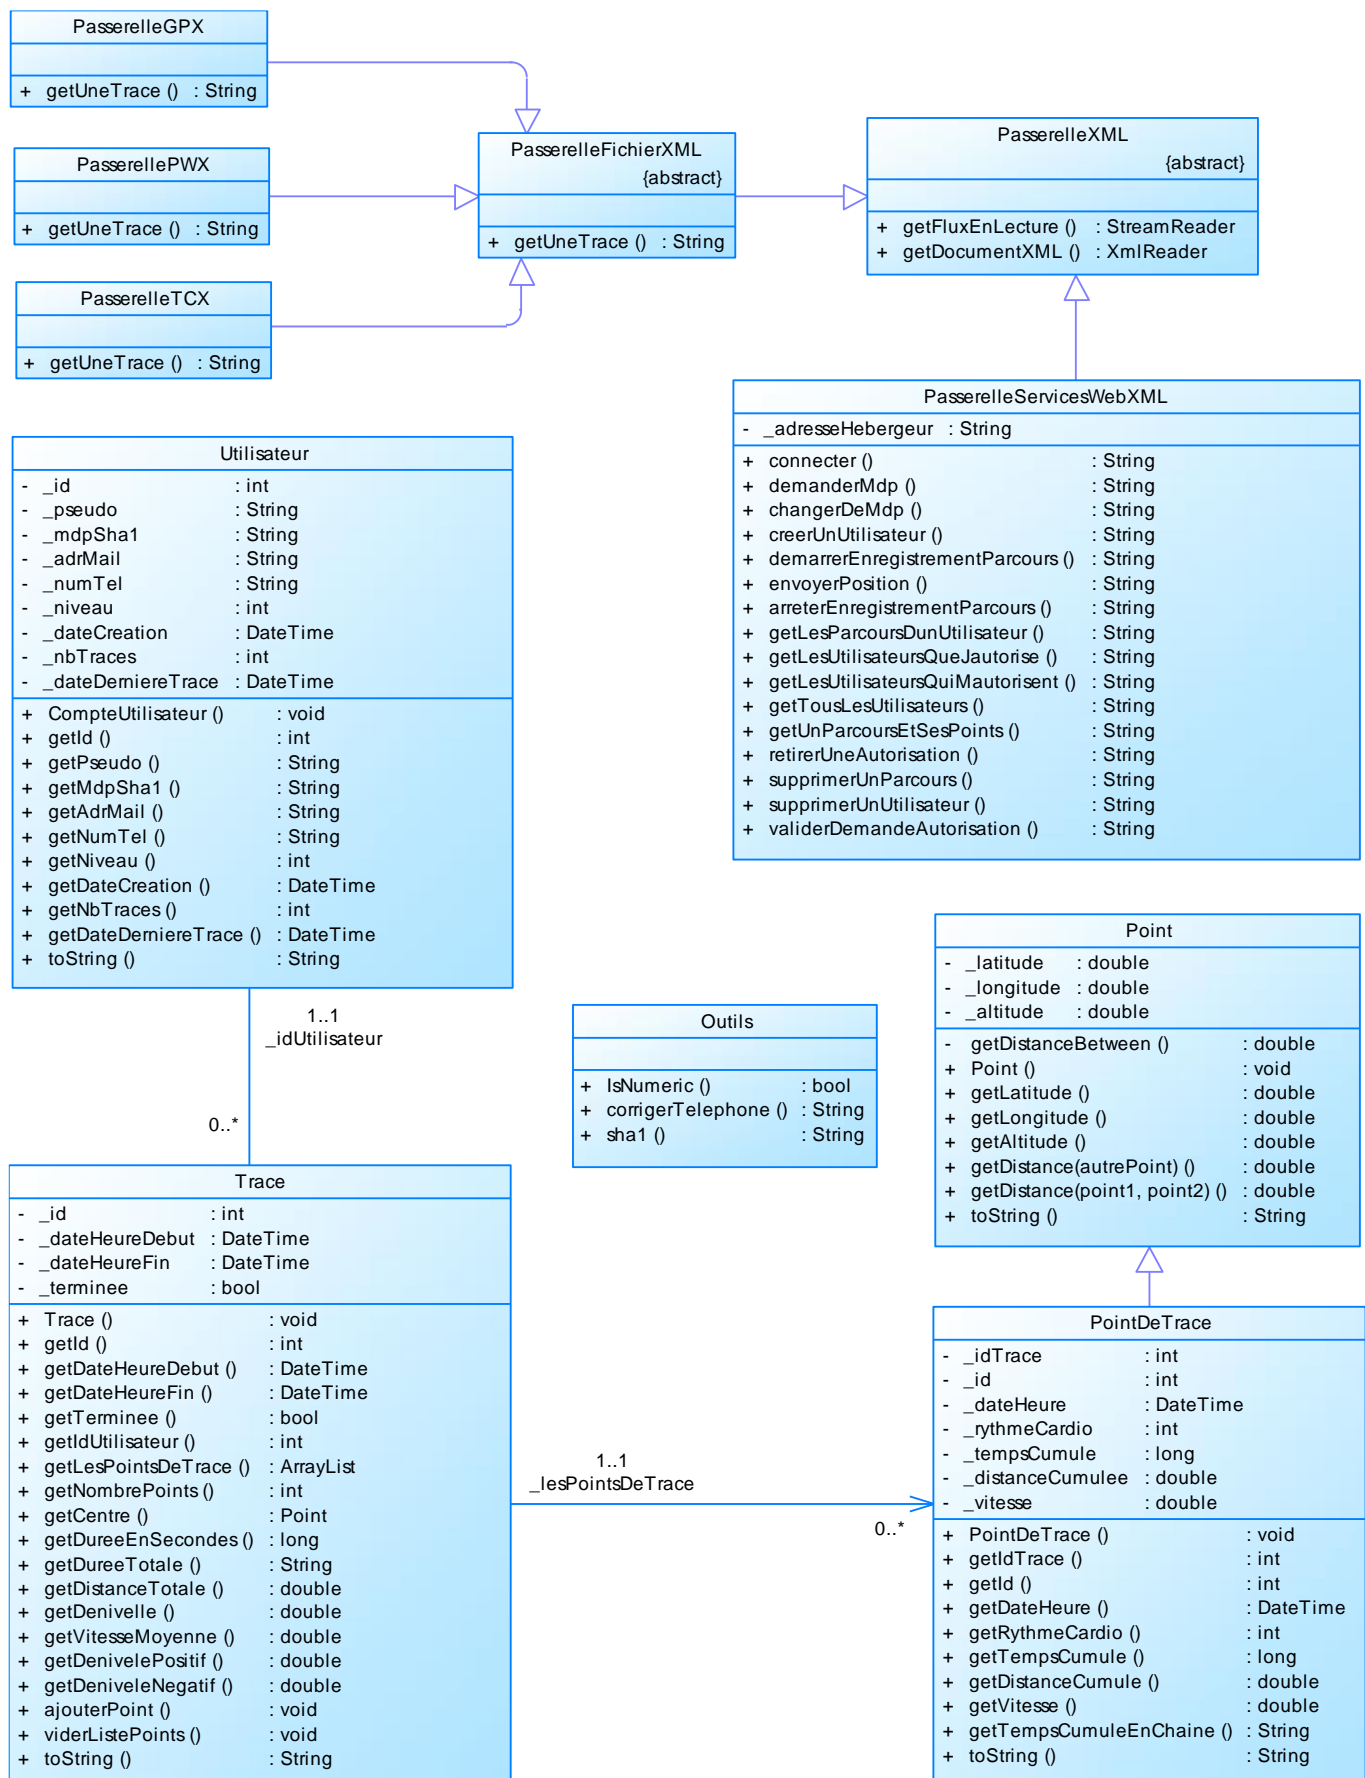 PasserelleGPX
+ getUneTrace () : String
PasserellePWX
+ getUneTrace () : String
PasserelleTCX
+ getUneTrace () : String
PasserelleFichierXML
{abstract}
+ getUneTrace () : String
PasserelleXML
{abstract}
+ getFluxEnLecture () : StreamReader
+ getDocumentXML () : XmlReader
PasserelleServicesWebXML
- _adresseHebergeur : String
+ connecter () : String
+ demanderMdp () : String
+ changerDeMdp () : String
+ creerUnUtilisateur () : String
+ demarrerEnregistrementParcours () : String
+ envoyerPosition () : String
+ arreterEnregistrementParcours () : String
+ getLesParcoursDunUtilisateur () : String
+ getLesUtilisateursQueJautorise () : String
+ getLesUtilisateursQuiMautorisent () : String
+ getTousLesUtilisateurs () : String
+ getUnParcoursEtSesPoints () : String
+ retirerUneAutorisation () : String
+ supprimerUnParcours () : String
+ supprimerUnUtilisateur () : String
+ validerDemandeAutorisation () : String
Utilisateur
- _id : int
- _pseudo : String
- _mdpSha1 : String
- _adrMail : String
- _numTel : String
- _niveau : int
- _dateCreation : DateTime
- _nbTraces : int
- _dateDerniereTrace : DateTime
+ CompteUtilisateur () : void
+ getId () : int
+ getPseudo () : String
+ getMdpSha1 () : String
+ getAdrMail () : String
+ getNumTel () : String
+ getNiveau () : int
+ getDateCreation () : DateTime
+ getNbTraces () : int
+ getDateDerniereTrace () : DateTime
+ toString () : String
1..1
_idUtilisateur
0..*
Outils
+ IsNumeric () : bool
+ corrigerTelephone () : String
+ sha1 () : String
Point
- _latitude : double
- _longitude : double
- _altitude : double
- getDistanceBetween () : double
+ Point () : void
+ getLatitude () : double
+ getLongitude () : double
+ getAltitude () : double
+ getDistance(autrePoint) () : double
+ getDistance(point1, point2) () : double
+ toString () : String
Trace
- _id : int
- _dateHeureDebut : DateTime
- _dateHeureFin : DateTime
- _terminee : bool
+ Trace () : void
+ getId () : int
+ getDateHeureDebut () : DateTime
+ getDateHeureFin () : DateTime
+ getTerminee () : bool
+ getIdUtilisateur () : int
+ getLesPointsDeTrace () : ArrayList
+ getNombrePoints () : int
+ getCentre () : Point
+ getDureeEnSecondes () : long
+ getDureeTotale () : String
+ getDistanceTotale () : double
+ getDenivelle () : double
+ getVitesseMoyenne () : double
+ getDenivelePositif () : double
+ getDeniveleNegatif () : double
+ ajouterPoint () : void
+ viderListePoints () : void
+ toString () : String
1..1
_lesPointsDeTrace
0..*
PointDeTrace
- _idTrace : int
- _id : int
- _dateHeure : DateTime
- _rythmeCardio : int
- _tempsCumule : long
- _distanceCumulee : double
- _vitesse : double
+ PointDeTrace () : void
+ getIdTrace () : int
+ getId () : int
+ getDateHeure () : DateTime
+ getRythmeCardio () : int
+ getTempsCumule () : long
+ getDistanceCumule () : double
+ getVitesse () : double
+ getTempsCumuleEnChaine () : String
+ toString () : String